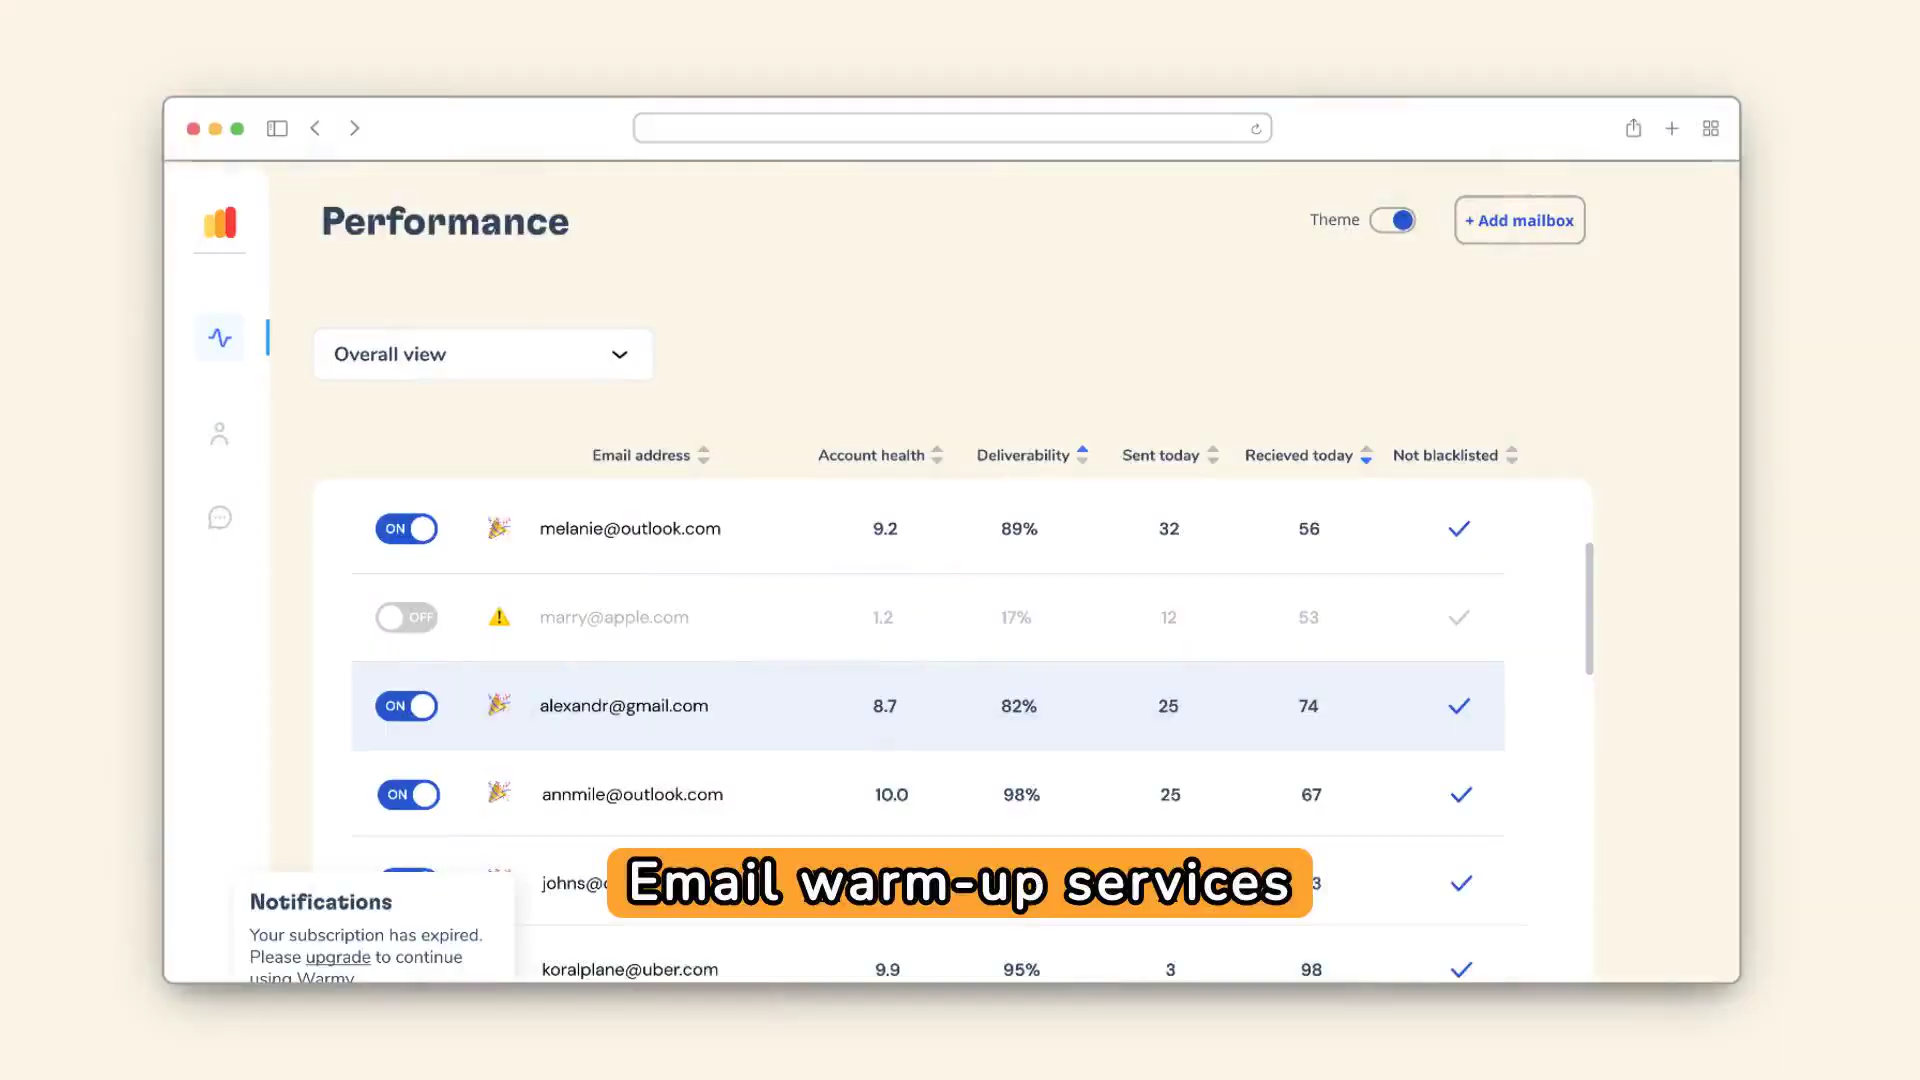 Performance
Theme
+ Add mailbox
Overall view
Email address Account health Deliverability Sent today Recieved today Not blacklisted
ON melanie@outlook.com 9.2 89% 32 56
OFF marry@apple.com 1.2 17% 12 53
ON alexandr@gmail.com 8.7 82% 25 74
ON annmile@outlook.com 10.0 98% 25 67
johns@
Email warm-up services
koralplane@uber.com 9.9 95% 3 98
Notifications
Your subscription has expired.
Please upgrade to continue
using Warmy